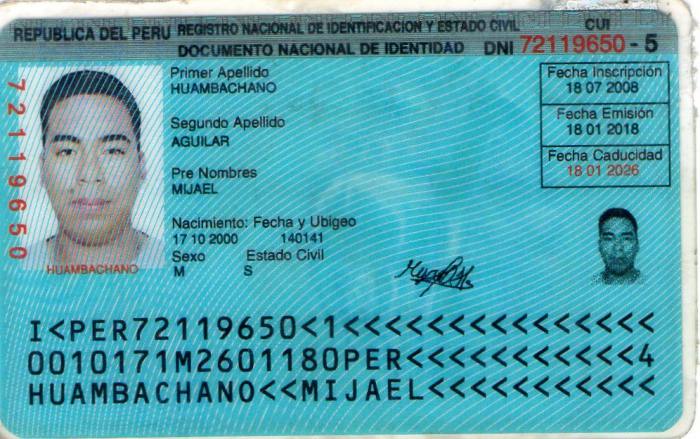 REPUBLICA DEL PERU REGISTRO NACIONAL DE IDENTIFICACION Y ESTADO CIVIL CUI
DOCUMENTO NACIONAL DE IDENTIDAD DNI 72119650 - 5
72119650
Primer Apellido
HUAMBACHANO
Segundo Apellido
AGUILAR
Pre Nombres
MIJAEL
Nacimiento: Fecha y Ubigeo
17 10 2000 140141
Sexo Estado Civil
M S
Fecha Inscripción
18 07 2008
Fecha Emisión
18 01 2018
Fecha Caducidad
18 01 2026
HUAMBACHANO
I<PER72119650<1<<<<<<<<<<<<<<<
0010171M2601180PER<<<<<<<<<<<4
HUAMBACHANO<<MIJAEL<<<<<<<<<<<